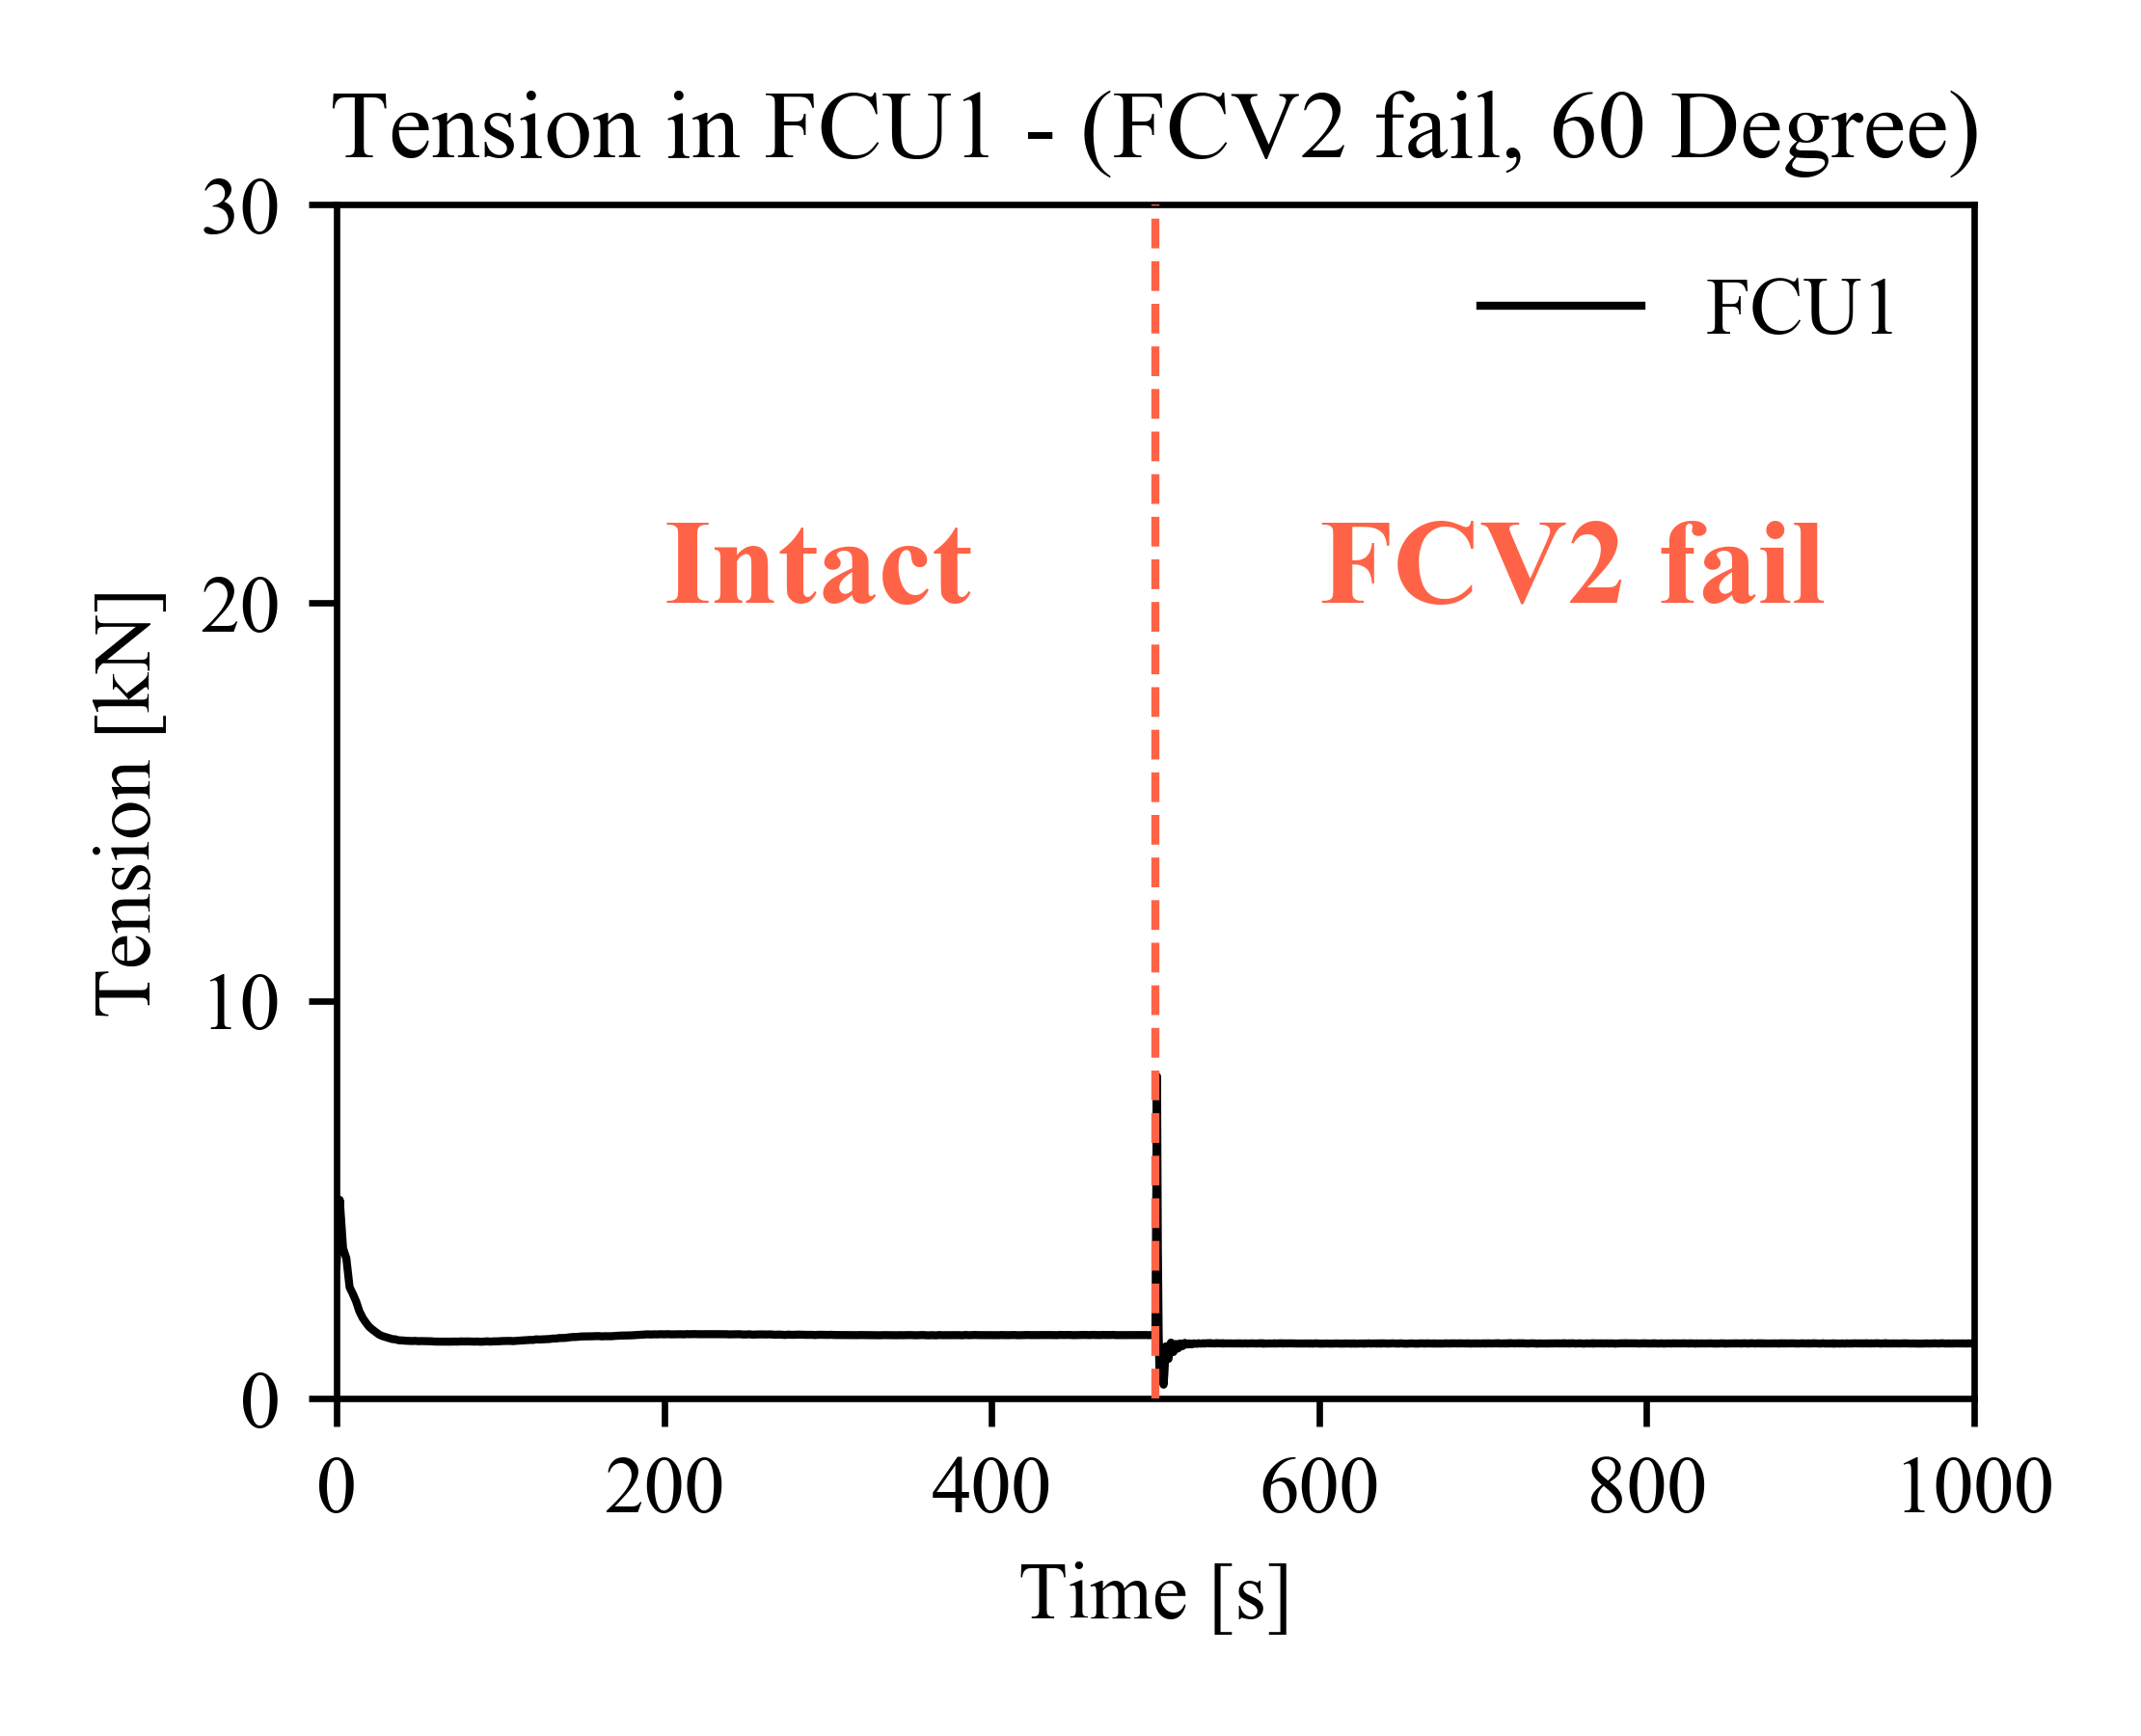 Tension in FCU1 - (FCV2 fail, 60 Degree)
30
FCU1
Intact
FCV2 fail
20
Tension [kN]
10
0
0 200 400 600 800 1000
Time [s]